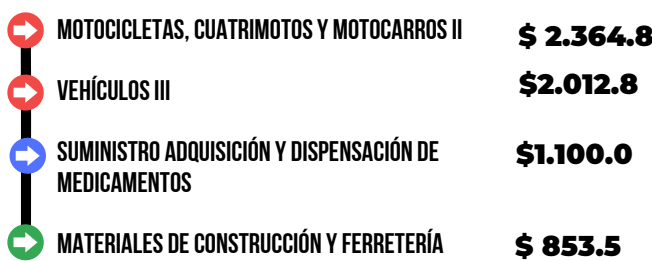 MOTOCICLETAS, CUATRIMOTOS Y MOTOCARROS II $ 2.364.8
VEHÍCULOS III $2.012.8
SUMINISTRO ADQUISICIÓN Y DISPENSACIÓN DE $1.100.0
MEDICAMENTOS
MATERIALES DE CONSTRUCCIÓN Y FERRETERÍA $ 853.5